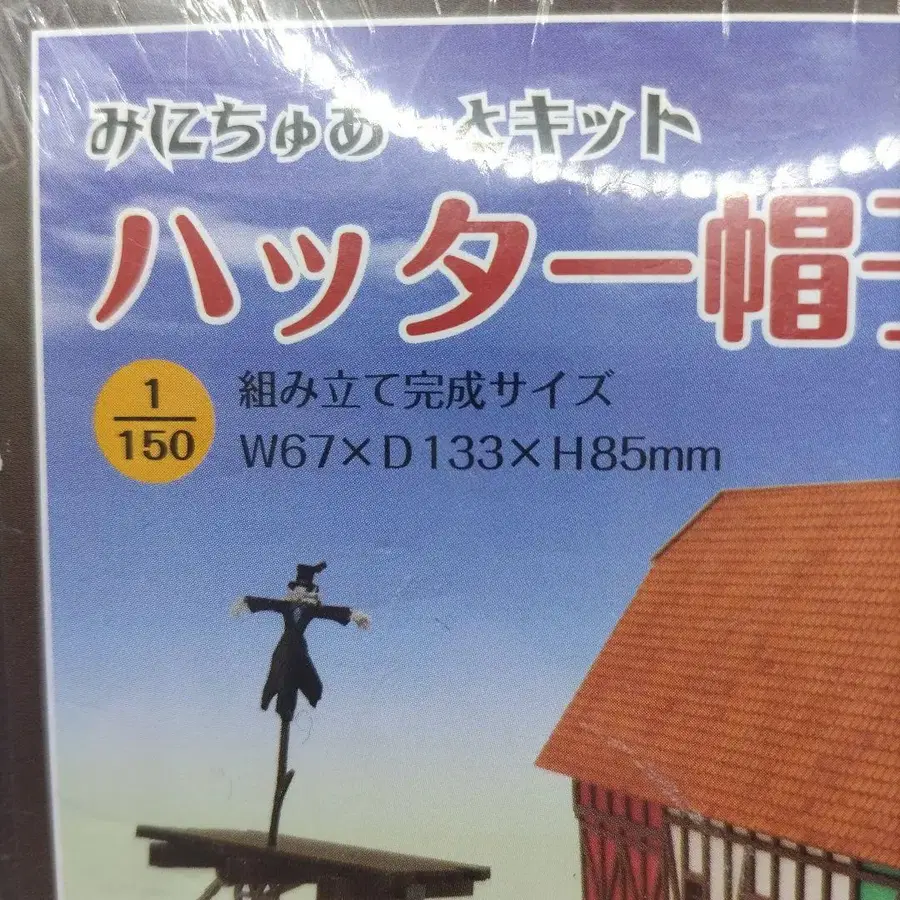 みにちゅあ キット
ハッター帽
1/150
組み立て完成サイズ
W67×D133×H85mm